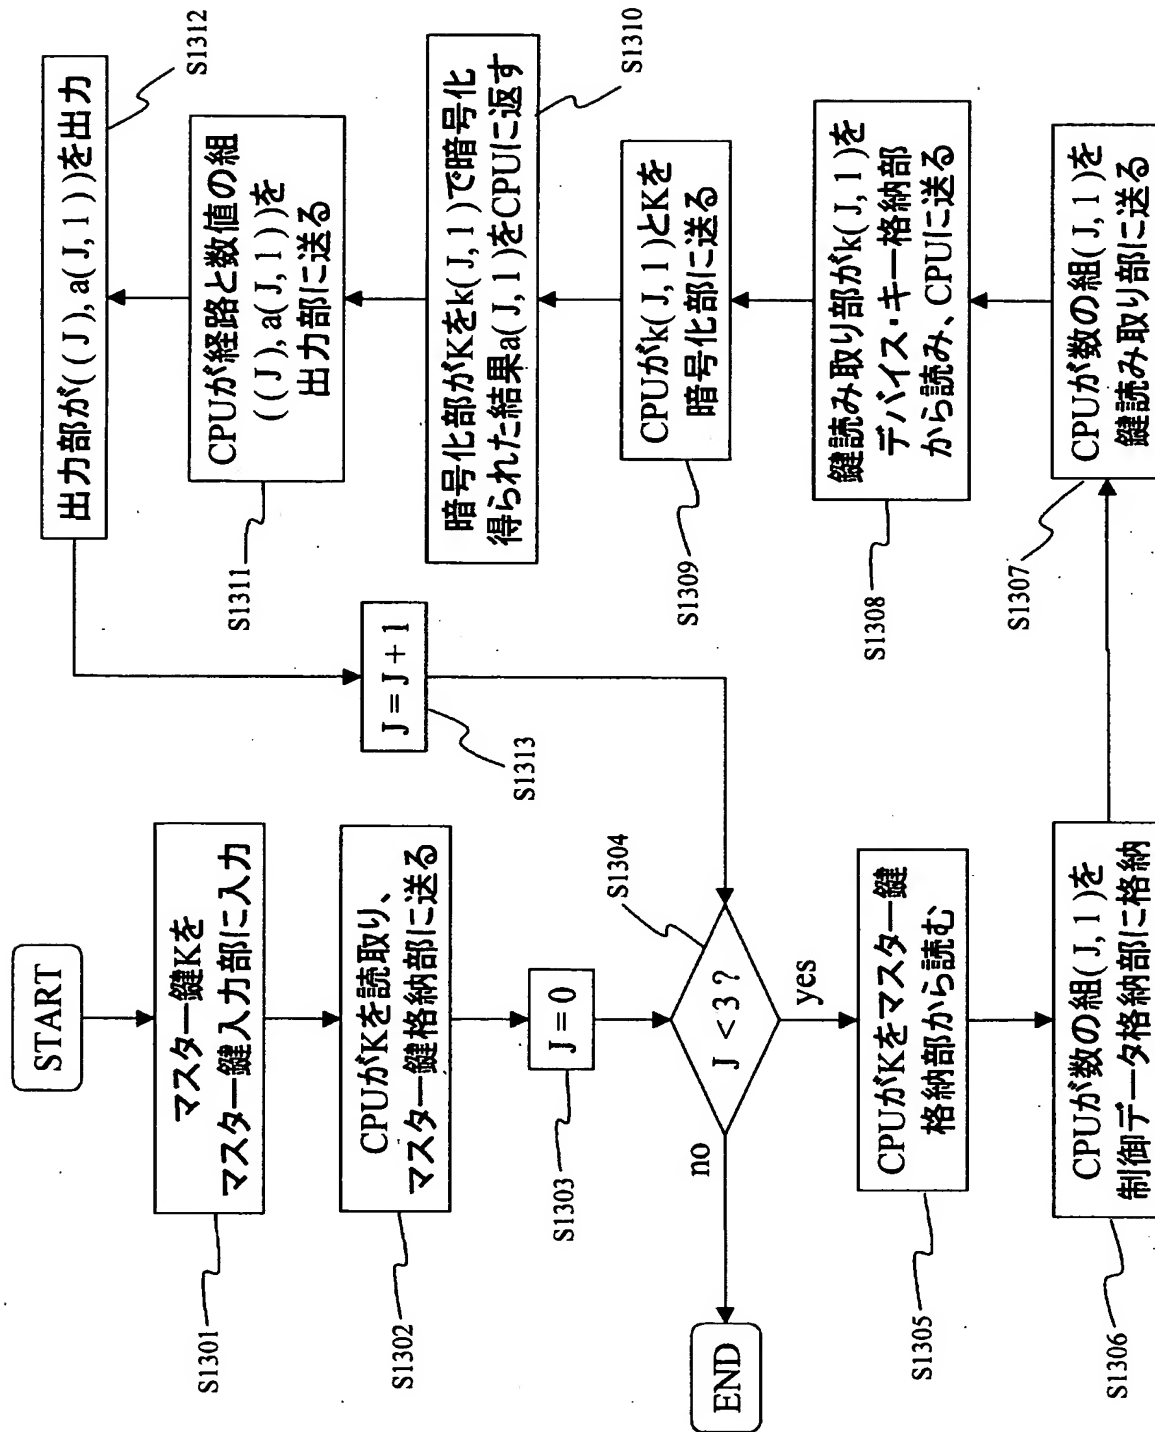 START
マスター鍵Kを
マスター鍵入力部に入力
S1301
CPUがKを読取り、
マスター鍵格納部に送る
S1302
J = 0
S1303
J < 3 ?
S1304
no
END
yes
CPUがKをマスター鍵
格納部から読む
S1305
CPUが数の組( J, 1 )を
制御データ格納部に格納
S1306
CPUが数の組( J, 1 )を
鍵読み取り部に送る
S1307
鍵読み取り部がk( J, 1 )を
デバイス・キー格納部
から読み、CPUに送る
S1308
CPUがk( J, 1 )とKを
暗号化部に送る
S1309
暗号化部がKをk( J, 1 )で暗号化
得られた結果a( J, 1 )をCPUに返す
S1310
CPUが経路と数値の組
( ( J ), a( J, 1 ) )を
出力部に送る
S1311
出力部が( ( J ), a( J, 1 ) )を出力
S1312
J = J + 1
S1313